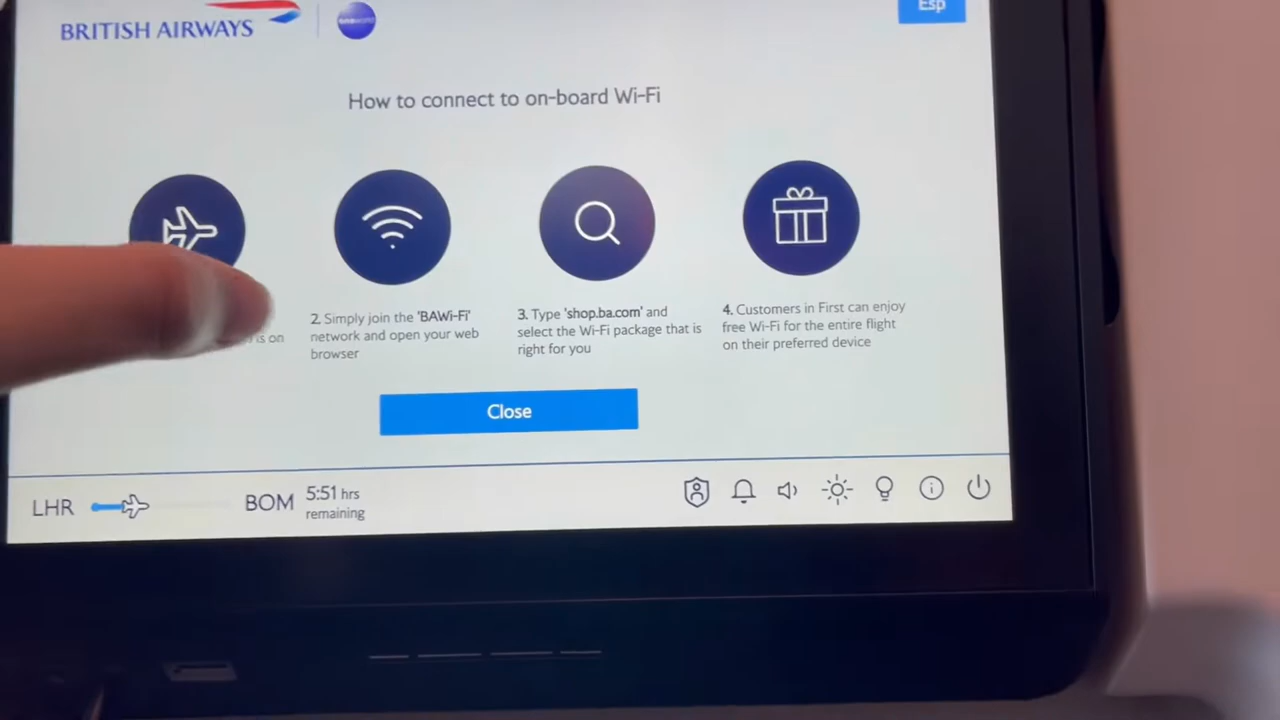 BRITISH AIRWAYS
Esp
How to connect to on-board Wi-Fi
is on
2. Simply join the 'BAWi-Fi'
network and open your web
browser
3. Type 'shop.ba.com' and
select the Wi-Fi package that is
right for you
4. Customers in First can enjoy
free Wi-Fi for the entire flight
on their preferred device
Close
LHR
BOM
5:51 hrs
remaining